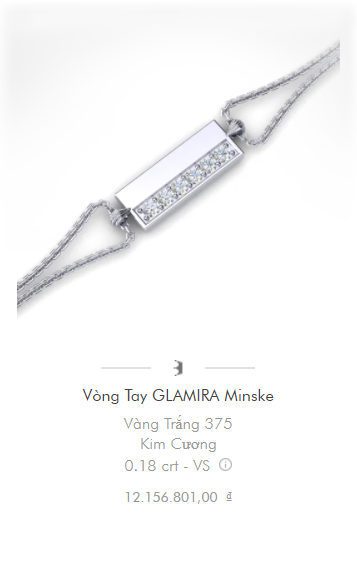 Vòng Tay GLAMIRA Minske
Vàng Trắng 375
Kim Cương
0.18 crt - VS
12.156.801,00 ₫